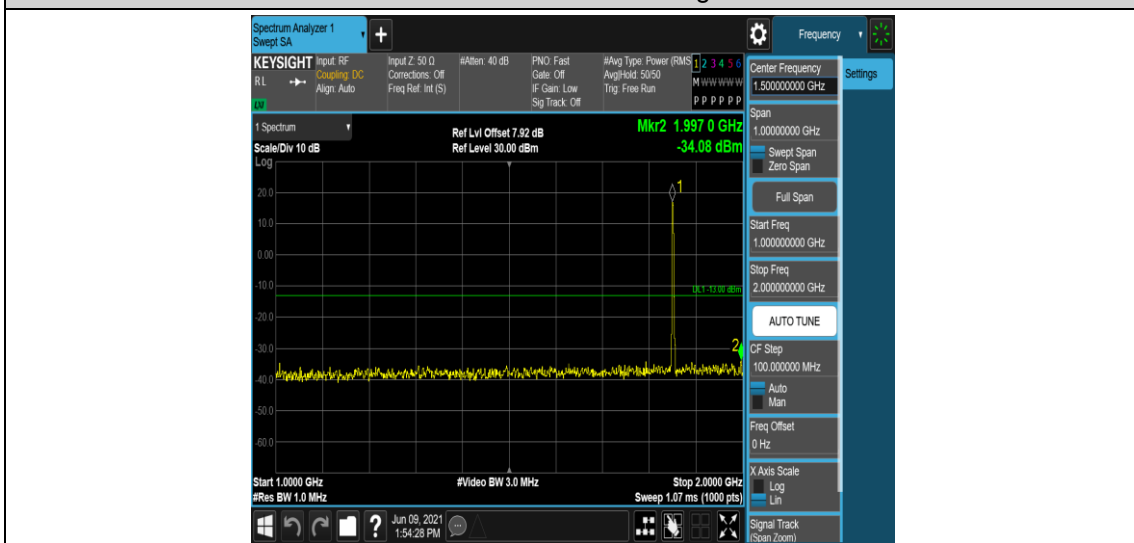 Spectrum Analyzer 1
Swept SA
Frequency
KEYSIGHT
RL
LXI
Input: RF
Coupling: DC
Align: Auto
Input Z: 50 Ω
Corrections: Off
Freq Ref: Int (S)
#Atten: 40 dB
PNO: Fast
Gate: Off
IF Gain: Low
Sig Track: Off
#Avg Type: Power (RMS
Avg|Hold: 50/50
Trig: Free Run
1 2 3 4 5 6
M W W W W W
P P P P P P
1 Spectrum
Scale/Div 10 dB
Log
Ref Lvl Offset 7.92 dB
Ref Level 30.00 dBm
Mkr2 1.997 0 GHz
-34.08 dBm
20.0
10.0
0.00
-10.0
-20.0
-30.0
-40.0
-50.0
-60.0
1
DL1 -13.00 dBm
2
Start 1.0000 GHz
#Res BW 1.0 MHz
#Video BW 3.0 MHz
Stop 2.0000 GHz
Sweep 1.07 ms (1000 pts)
Jun 09, 2021
1:54:28 PM
Center Frequency
1.500000000 GHz
Settings
Span
1.00000000 GHz
Swept Span
Zero Span
Full Span
Start Freq
1.000000000 GHz
Stop Freq
2.000000000 GHz
AUTO TUNE
CF Step
100.000000 MHz
Auto
Man
Freq Offset
0 Hz
X Axis Scale
Log
Lin
Signal Track
(Span Zoom)